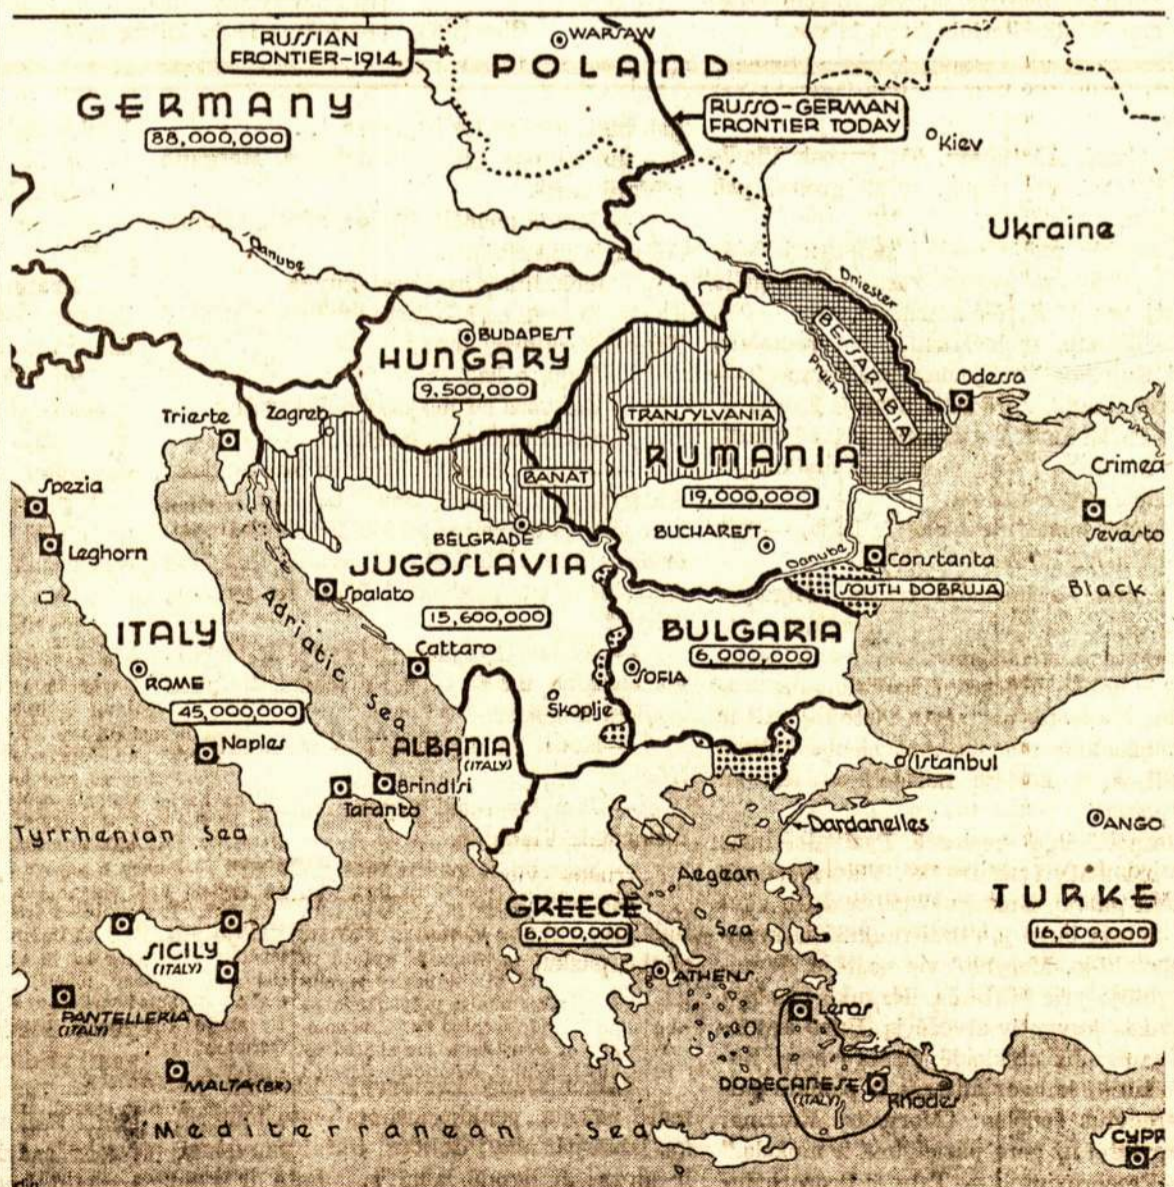 RUSSIAN
FRONTIER-1914
WARSAW
POLAND
GERMANY
88,000,000
RUSSO-GERMAN
FRONTIER TODAY
Kiev
Ukraine
Danube
Dniester
BUDAPEST
HUNGARY
9,500,000
BESSARABIA
Pruth
Odessa
Trieste
Zagreb
TRANSYLVANIA
RUMANIA
19,000,000
Crimea
BANAT
Spezia
Leghorn
BELGRADE
BUCHAREST
Sevasto
JUGOSLAVIA
Danube
Constanta
Spalato
15,600,000
SOUTH DOBRUJA
Black
Adriatic Sea
ITALY
BULGARIA
6,000,000
Cattaro
ROME
SOFIA
45,000,000
Skoplje
Naples
ALBANIA
(ITALY)
Istanbul
Brindisi
Taranto
Dardanelles
ANGO
Tyrrhenian Sea
Aegean
Sea
GREECE
6,000,000
TURKE
16,000,000
SICILY
(ITALY)
ATHENS
PANTELLERIA
(ITALY)
Leros
MALTA (BR)
DODECANESE
(ITALY)
Rhodes
Mediterranean Sea
CYPR